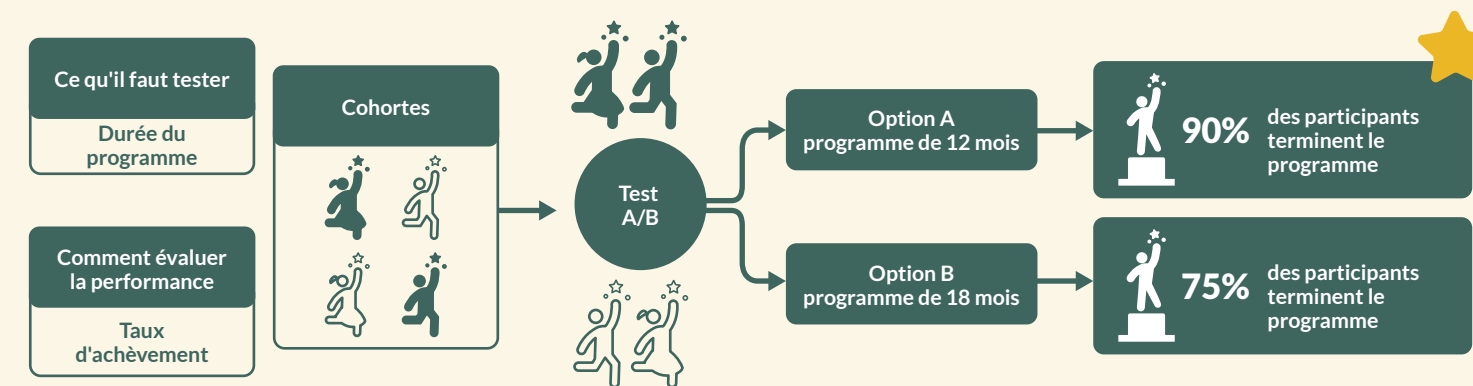 Ce qu'il faut tester
Durée du
programme
Comment évaluer
la performance
Taux
d'achèvement
Cohortes
Test
A/B
Option A
programme de 12 mois
Option B
programme de 18 mois
90%
des participants
terminent le
programme
75%
des participants
terminent le
programme